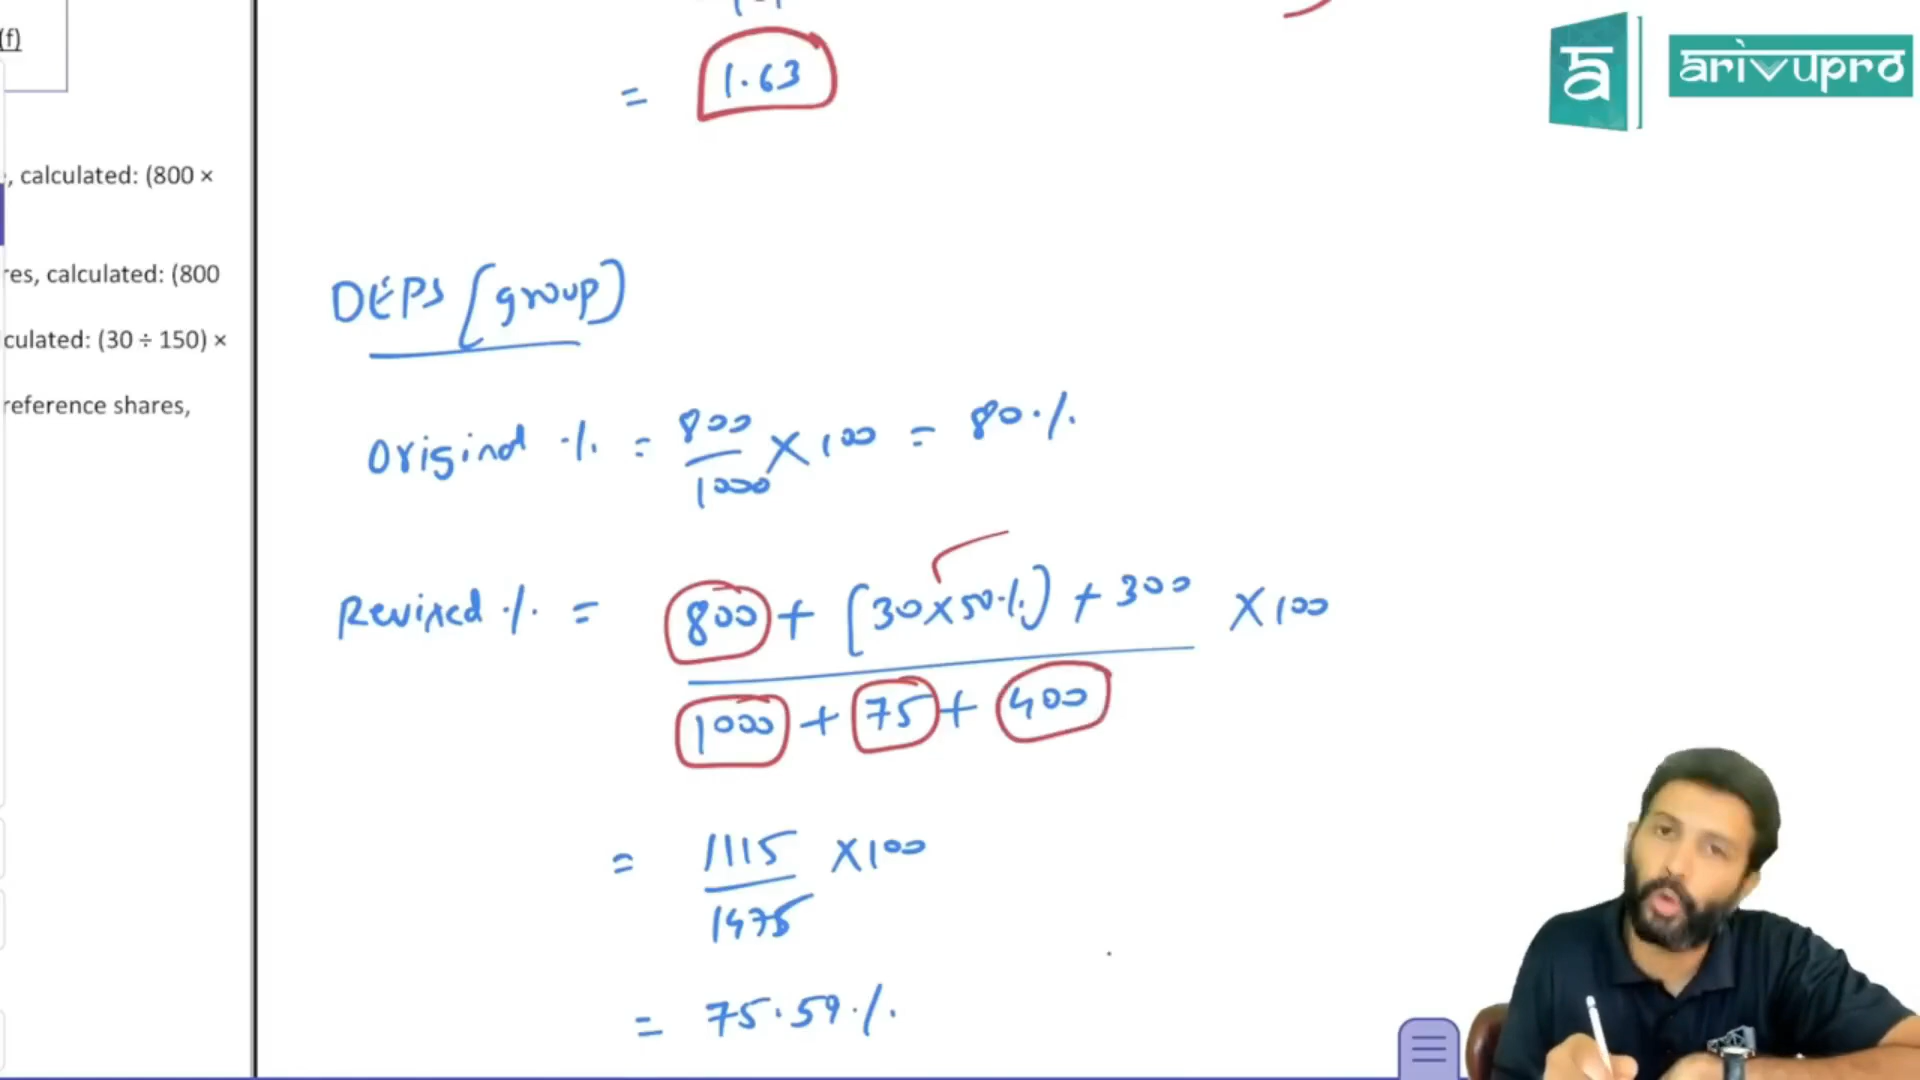 (f)
= 1.63
arivupro
, calculated: (800 ×
res, calculated: (800
culated: (30 ÷ 150) ×
reference shares,
DEPS [group]
Original % = 800/1000 × 100 = 80%
Revised % = 800 + [30×50%] + 300 × 100
1000 + 75 + 400
= 1115/1475 × 100
= 75.59%